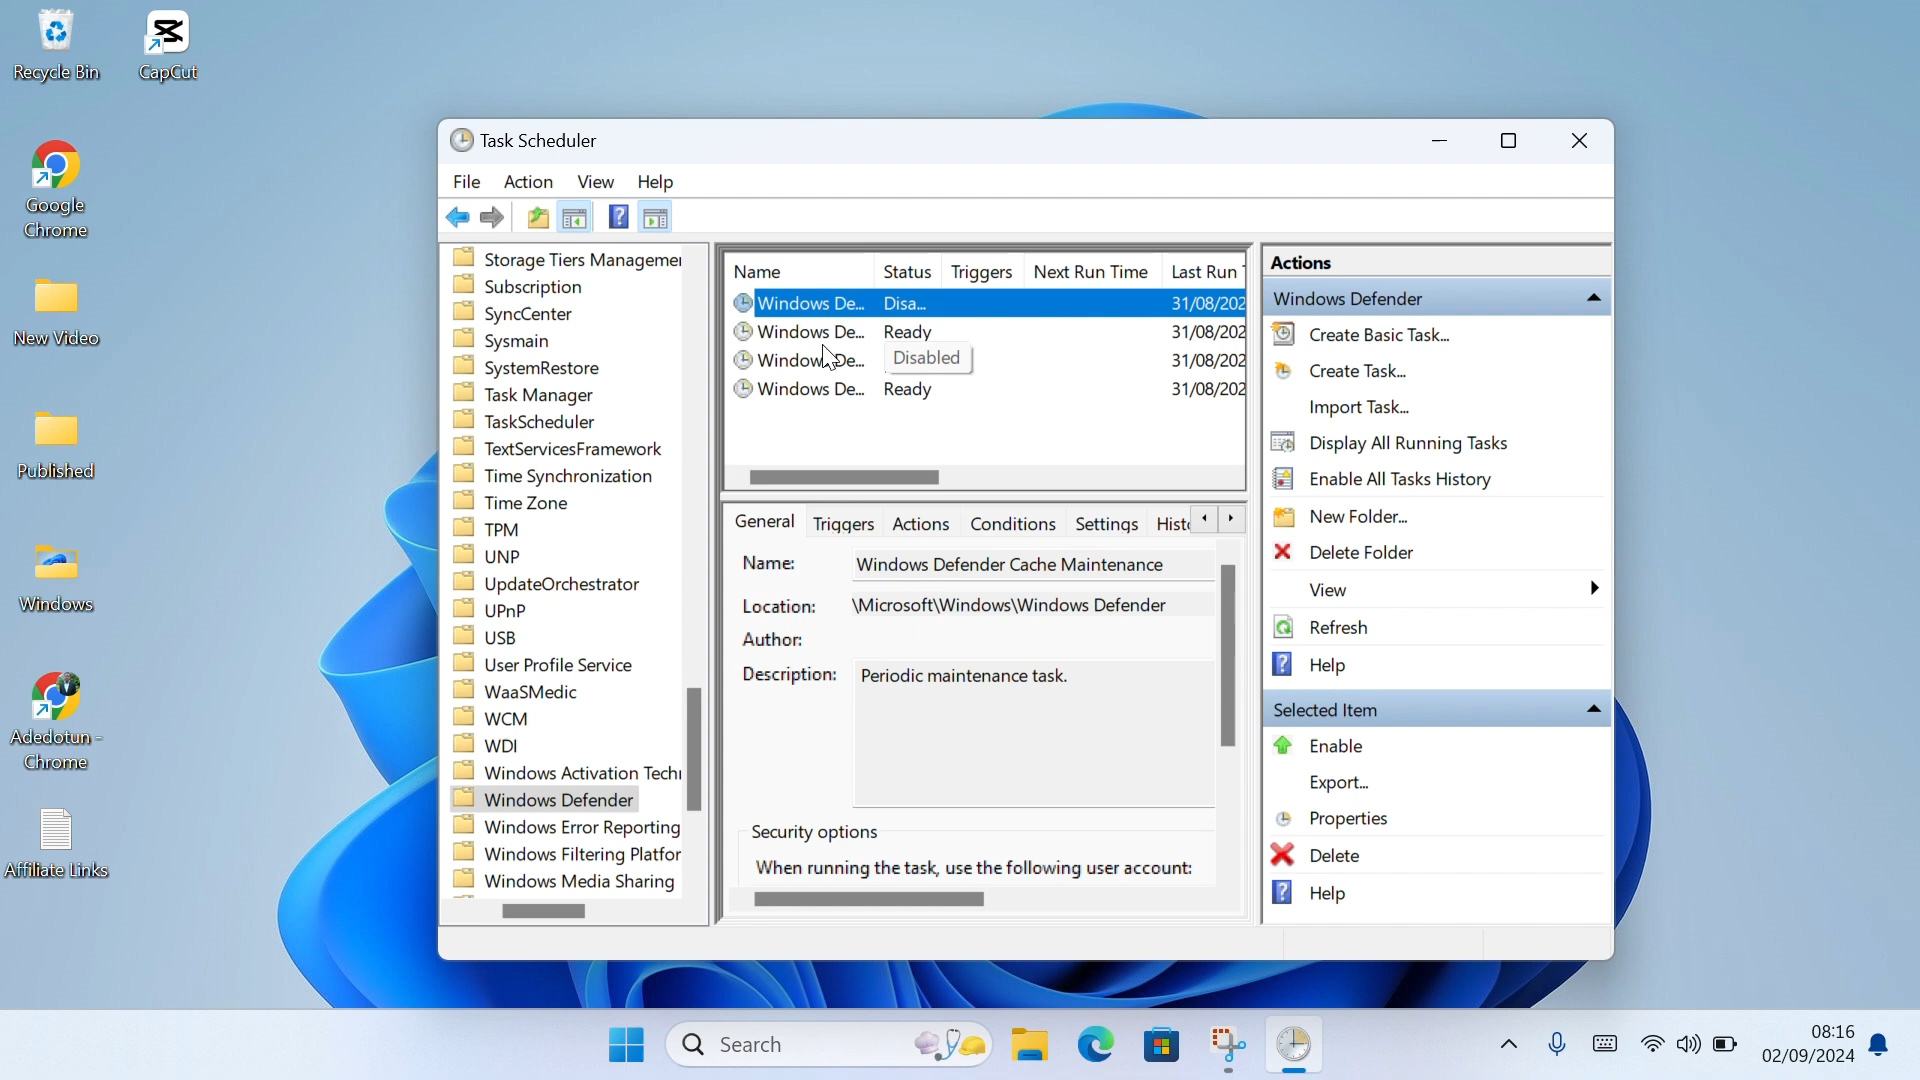 Recycle Bin
CapCut
Google
Chrome
New Video
Published
Windows
Adedotun -
Chrome
Affiliate Links
Task Scheduler
File Action View Help
Storage Tiers Managemen
Subscription
SyncCenter
Sysmain
SystemRestore
Task Manager
TaskScheduler
TextServicesFramework
Time Synchronization
Time Zone
TPM
UNP
UpdateOrchestrator
UPnP
USB
User Profile Service
WaaSMedic
WCM
WDI
Windows Activation Techn
Windows Defender
Windows Error Reporting
Windows Filtering Platfor
Windows Media Sharing
Name Status Triggers Next Run Time Last Run T
Windows De... Disa... 31/08/202
Windows De... Ready 31/08/202
Windows De... 31/08/202
Disabled
Windows De... Ready 31/08/202
General Triggers Actions Conditions Settings Histo
Name: Windows Defender Cache Maintenance
Location: \Microsoft\Windows\Windows Defender
Author:
Description: Periodic maintenance task.
Security options
When running the task, use the following user account:
Actions
Windows Defender
Create Basic Task...
Create Task...
Import Task...
Display All Running Tasks
Enable All Tasks History
New Folder...
Delete Folder
View
Refresh
Help
Selected Item
Enable
Export...
Properties
Delete
Help
Search
08:16
02/09/2024